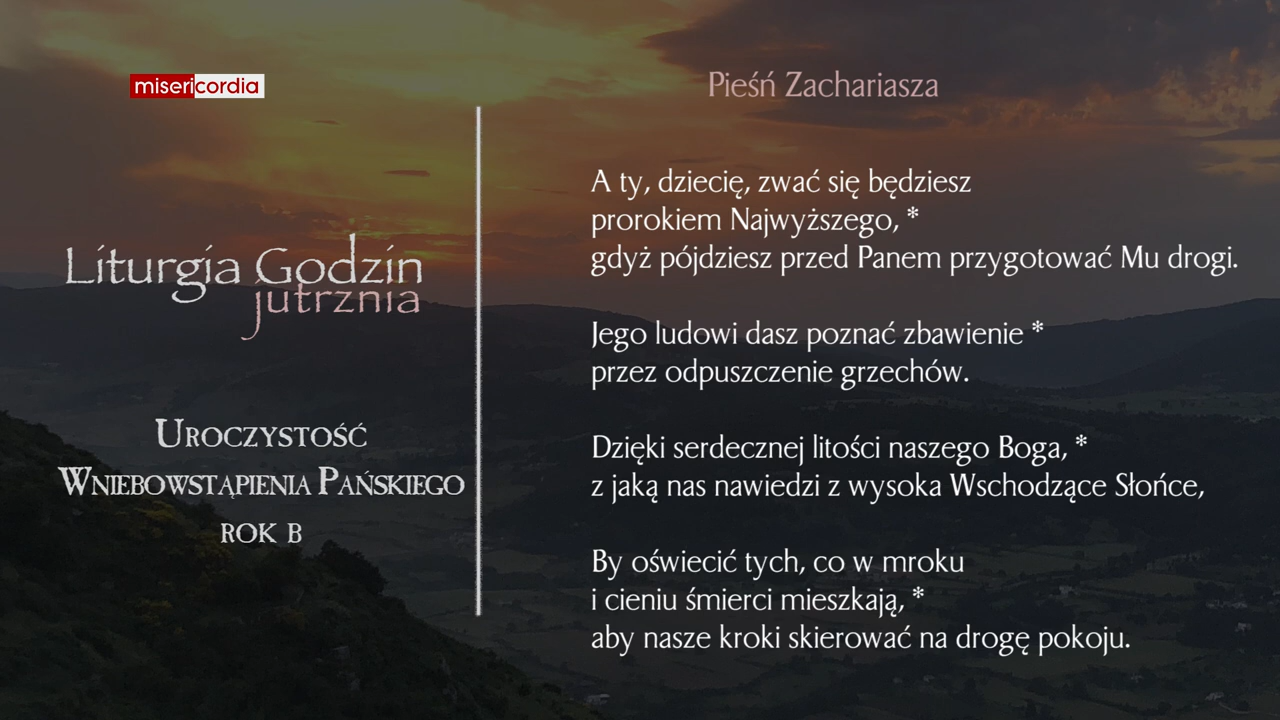 misericordia
Liturgia Godzin
jutrznia
Uroczystość
Wniebowstąpienia Pańskiego
rok B
Pieśń Zachariasza
A ty, dziecię, zwać się będziesz
prorokiem Najwyższego, *
gdyż pójdziesz przed Panem przygotować Mu drogi.
Jego ludowi dasz poznać zbawienie *
przez odpuszczenie grzechów.
Dzięki serdecznej litości naszego Boga, *
z jaką nas nawiedzi z wysoka Wschodzące Słońce,
By oświecić tych, co w mroku
i cieniu śmierci mieszkają, *
aby nasze kroki skierować na drogę pokoju.